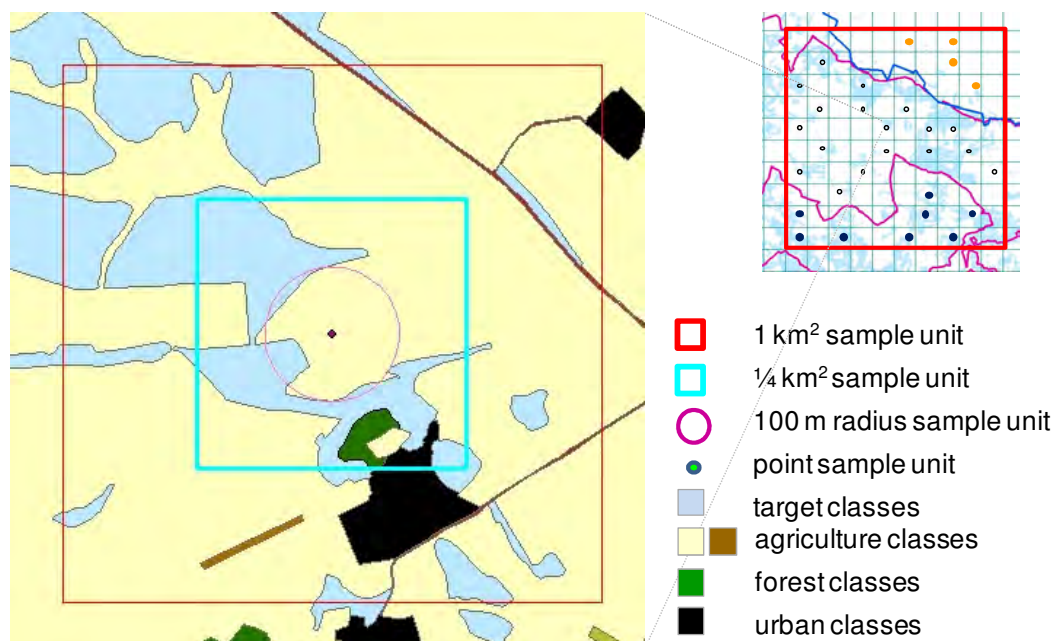 1 km² sample unit
¼ km² sample unit
100 m radius sample unit
point sample unit
target classes
agriculture classes
forest classes
urban classes